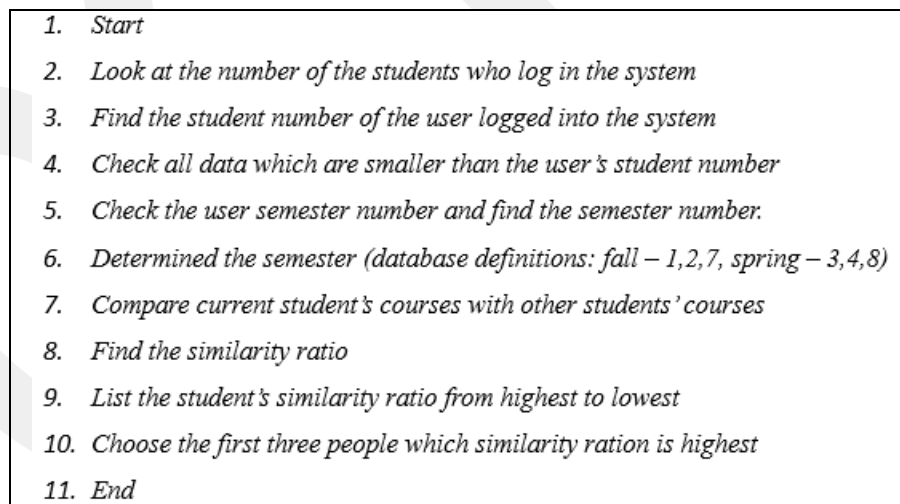 1. Start
2. Look at the number of the students who log in the system
3. Find the student number of the user logged into the system
4. Check all data which are smaller than the user's student number
5. Check the user semester number and find the semester number.
6. Determined the semester (database definitions: fall – 1,2,7, spring – 3,4,8)
7. Compare current student's courses with other students' courses
8. Find the similarity ratio
9. List the student's similarity ratio from highest to lowest
10. Choose the first three people which similarity ration is highest
11. End